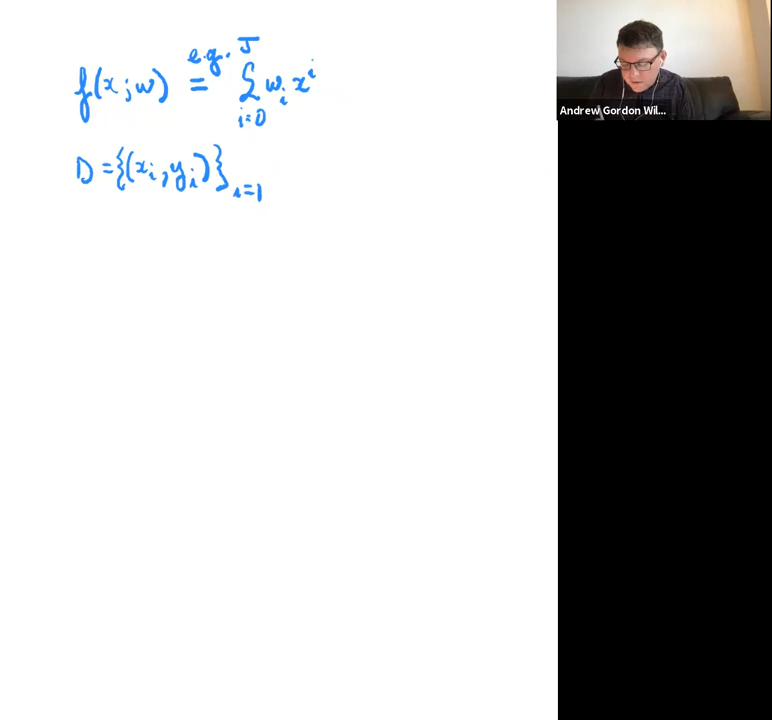 f(x;w) e.g. = J Σ i=0 w_i x^i
D = {(x_i, y_i)}_{i=1}
Andrew Gordon Wil...